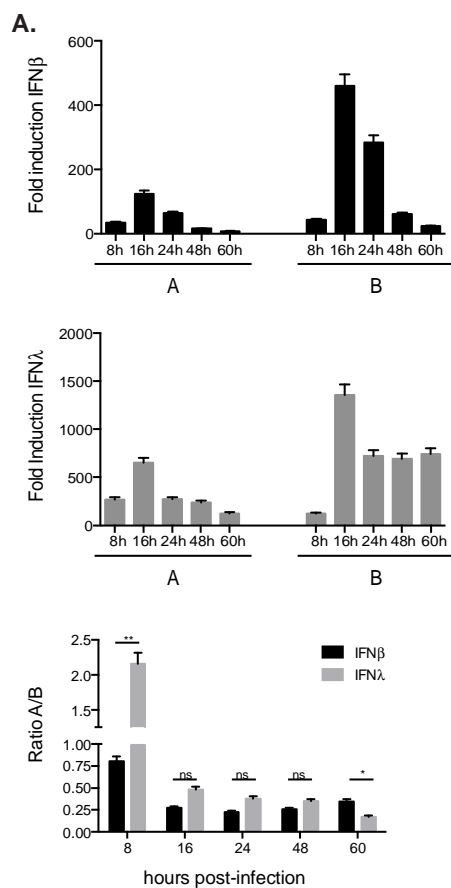 A.
Fold induction IFNβ
600
400
200
0
8h 16h 24h 48h 60h 8h 16h 24h 48h 60h
A B
Fold Induction IFNλ
2000
1500
1000
500
0
8h 16h 24h 48h 60h 8h 16h 24h 48h 60h
A B
Ratio A/B
2.5
2.0
1.5
1.00
0.75
0.50
0.25
0.00
** ns ns ns *
IFNβ
IFNλ
8 16 24 48 60
hours post-infection